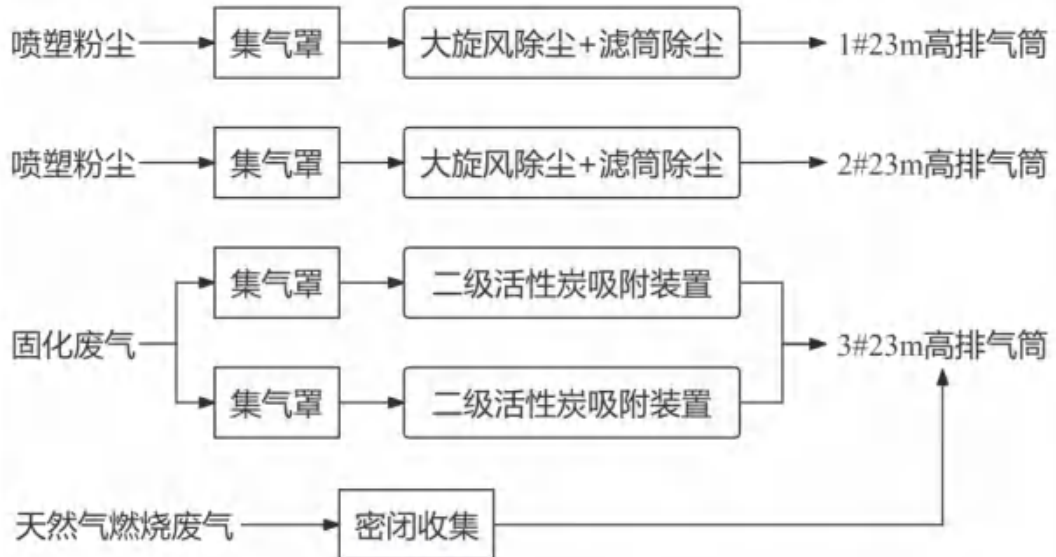 喷塑粉尘 集气罩 大旋风除尘+滤筒除尘 1#23m高排气筒
喷塑粉尘 集气罩 大旋风除尘+滤筒除尘 2#23m高排气筒
集气罩 二级活性炭吸附装置
固化废气 3#23m高排气筒
集气罩 二级活性炭吸附装置
天然气燃烧废气 密闭收集